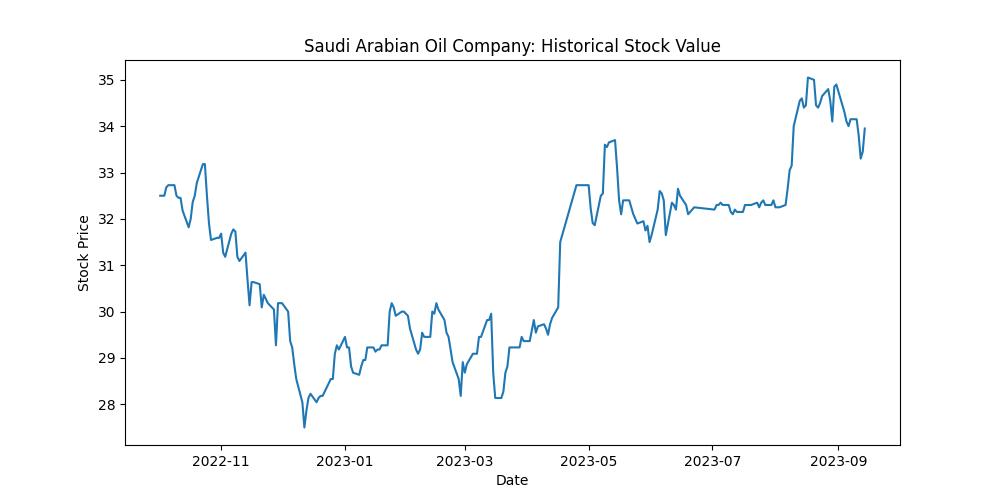 Saudi Arabian Oil Company: Historical Stock Value
35
34
33
32
31
30
29
28
Stock Price
2022-11 2023-01 2023-03 2023-05 2023-07 2023-09
Date